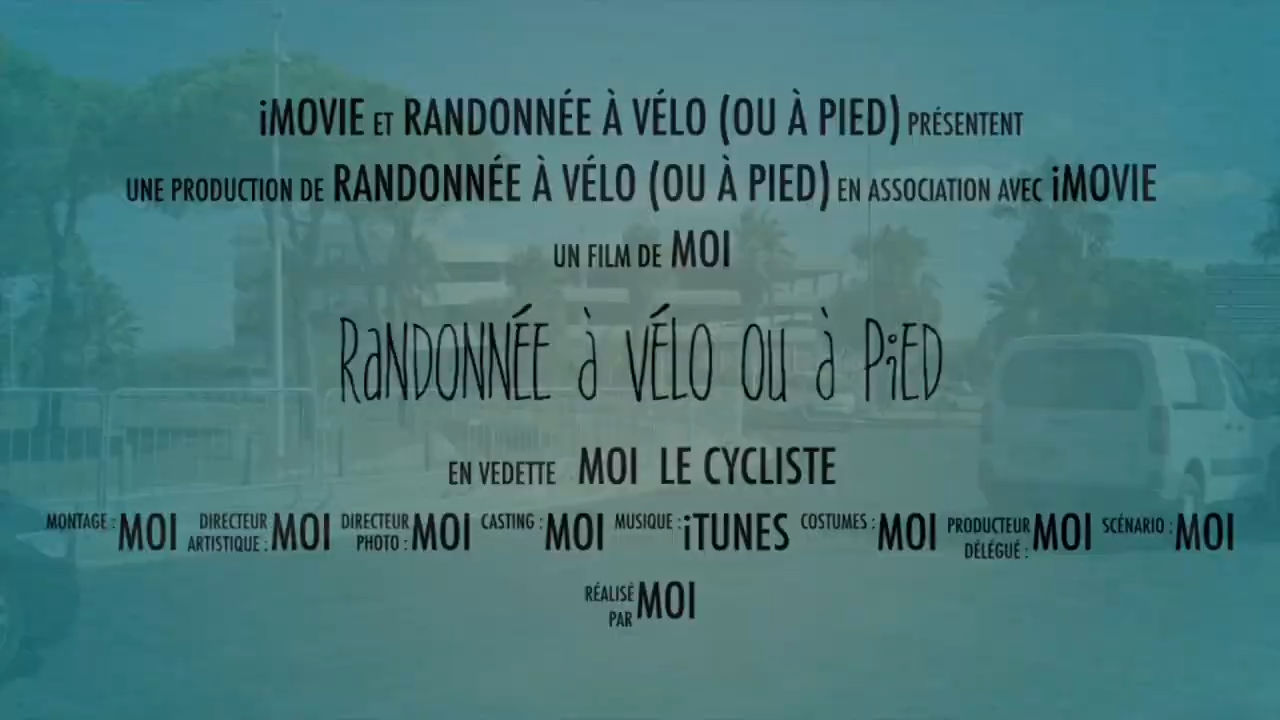 iMOVIE ET RANDONNÉE À VÉLO (OU À PIED) PRÉSENTENT
UNE PRODUCTION DE RANDONNÉE À VÉLO (OU À PIED) EN ASSOCIATION AVEC iMOVIE
UN FILM DE MOI
RaNDONNÉE à VÉLO OU à PiED
EN VEDETTE MOI LE CYCLISTE
MONTAGE : MOI DIRECTEUR ARTISTIQUE : MOI DIRECTEUR PHOTO : MOI CASTING : MOI MUSIQUE : iTUNES COSTUMES : MOI PRODUCTEUR DÉLÉGUÉ : MOI SCÉNARIO : MOI
RÉALISÉ PAR MOI